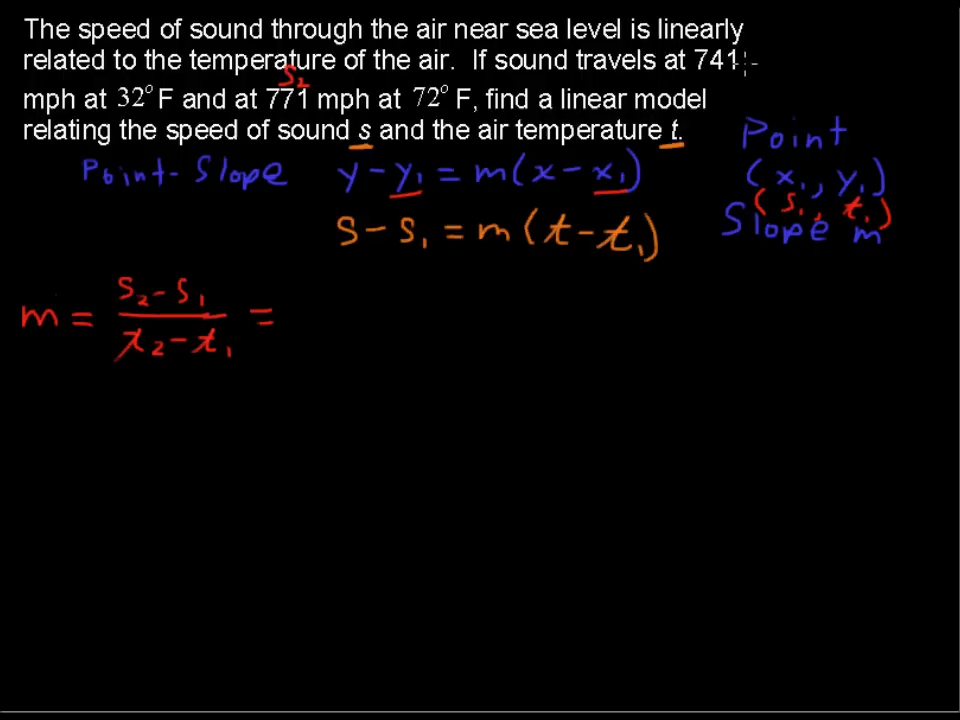 The speed of sound through the air near sea level is linearly
related to the temperature of the air. If sound travels at 741
S₂
mph at 32° F and at 771 mph at 72° F, find a linear model
relating the speed of sound s and the air temperature t.
Point
Point-Slope y - y₁ = m(x - x₁) (x₁, y₁)
(s₁, t₁)
S - S₁ = m(t - t₁) Slope m
m = (S₂ - S₁)/(t₂ - t₁) =